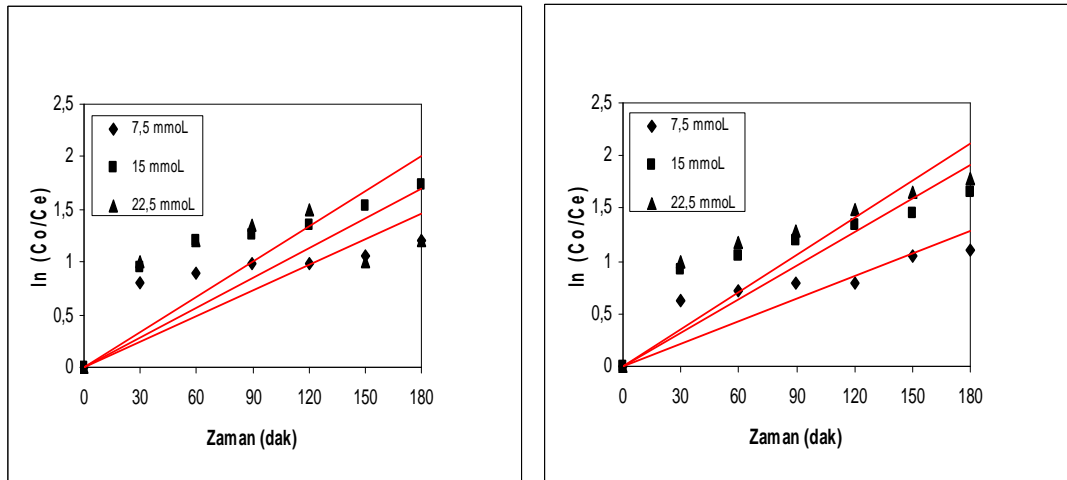 2,5
2
1,5
1
0,5
0
7,5 mmoL
15 mmoL
22,5 mmoL
ln (Co/Ce)
0 30 60 90 120 150 180
Zaman (dak)
2,5
2
1,5
1
0,5
0
7,5 mmoL
15 mmoL
22,5 mmoL
ln (Co/Ce)
0 30 60 90 120 150 180
Zaman (dak)